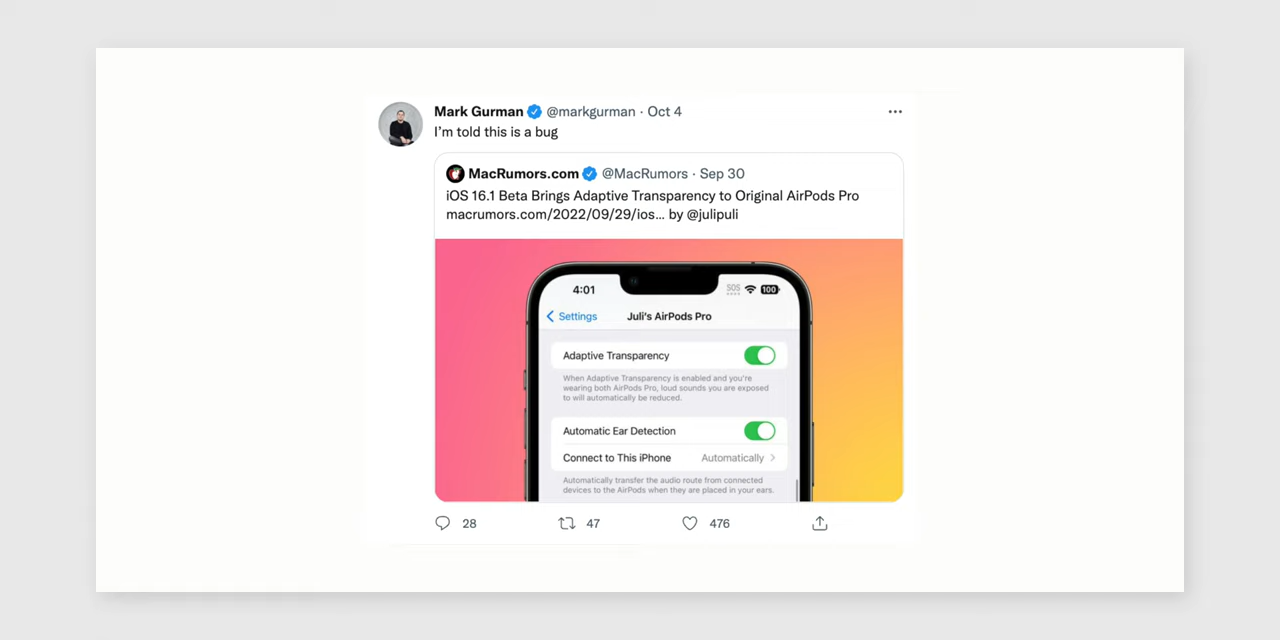 Mark Gurman @markgurman · Oct 4
I'm told this is a bug
MacRumors.com @MacRumors · Sep 30
iOS 16.1 Beta Brings Adaptive Transparency to Original AirPods Pro
macrumors.com/2022/09/29/ios... by @julipuli
4:01 SOS 100
Settings Juli's AirPods Pro
Adaptive Transparency
When Adaptive Transparency is enabled and you're
wearing both AirPods Pro, loud sounds you are exposed
to will automatically be reduced.
Automatic Ear Detection
Connect to This iPhone Automatically
Automatically transfer the audio route from connected
devices to the AirPods when they are placed in your ears.
28 47 476